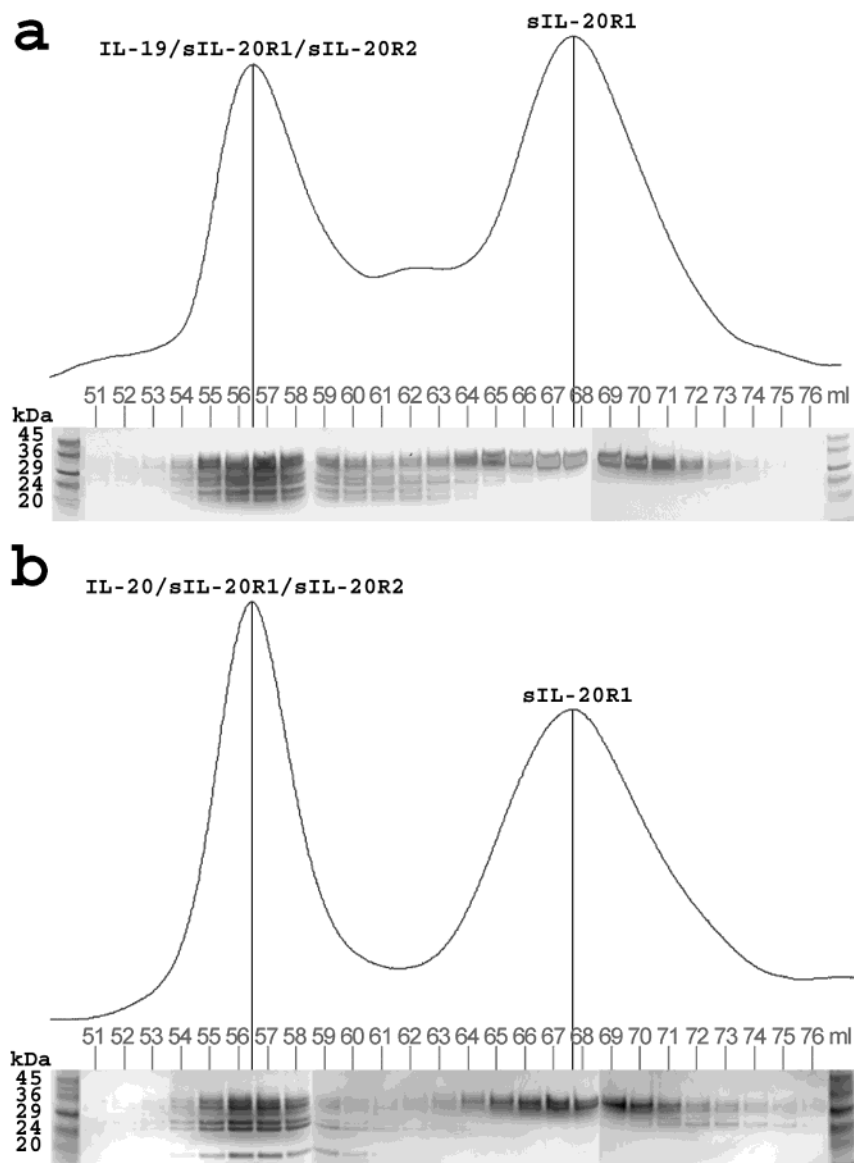 a
sIL-20R1
IL-19/sIL-20R1/sIL-20R2
51 52 53 54 55 56 57 58 59 60 61 62 63 64 65 66 67 68 69 70 71 72 73 74 75 76 ml
kDa
45
36
29
24
20
b
IL-20/sIL-20R1/sIL-20R2
sIL-20R1
51 52 53 54 55 56 57 58 59 60 61 62 63 64 65 66 67 68 69 70 71 72 73 74 75 76 ml
kDa
45
36
29
24
20